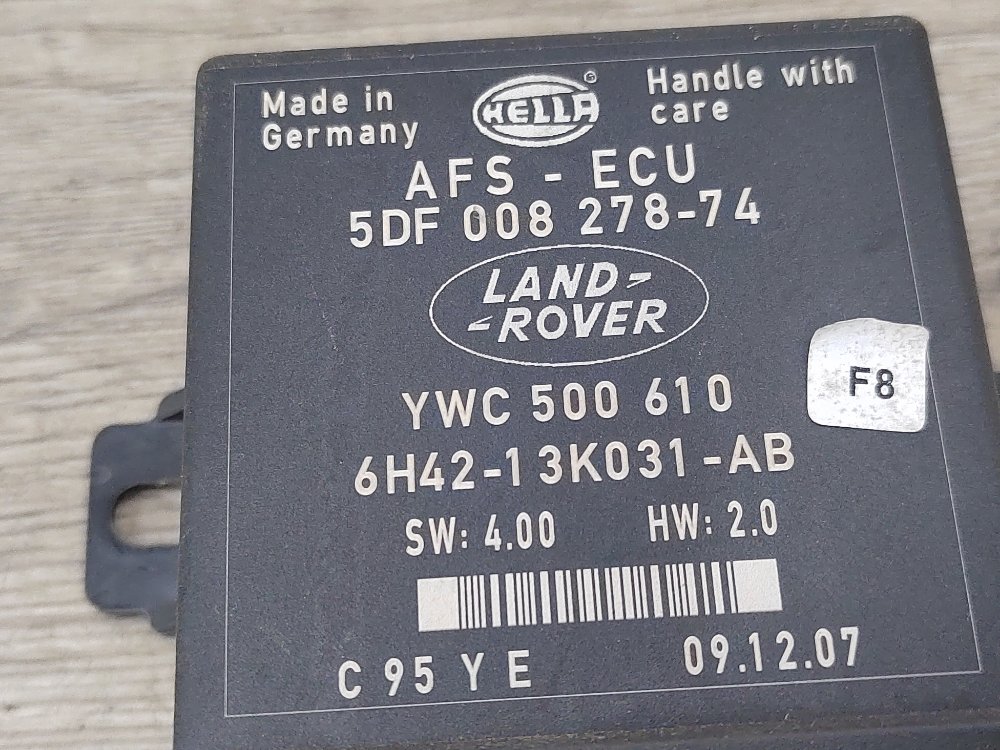 Made in
Germany
HELLA
®
Handle with
care
AFS - ECU
5DF 008 278-74
LAND
ROVER
F8
YWC 500 610
6H42-13K031-AB
SW: 4.00 HW: 2.0
C 95 Y E 09.12.07